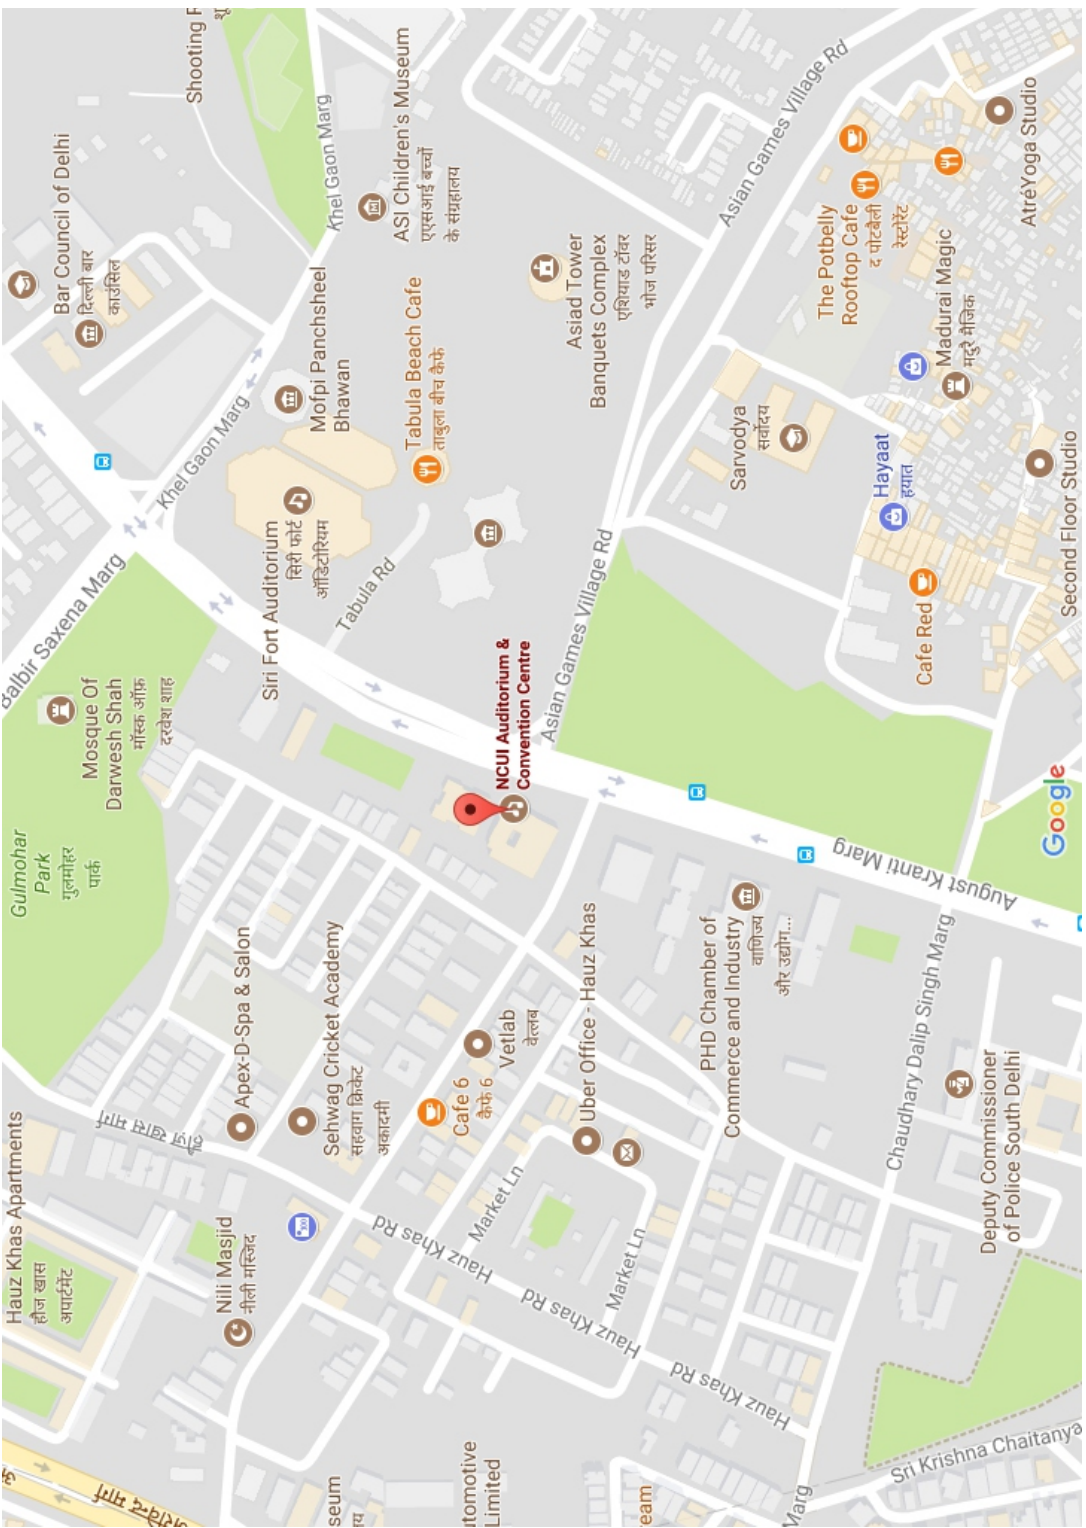 Hauz Khas Apartments
हौज खास
अपार्टमेंट
Nili Masjid
नीली मस्जिद
हौज़ खास मार्ग
Gulmohar
Park
गुलमोहर
पार्क
Mosque Of
Darwesh Shah
मॉस्क ऑफ़
दरवेश शाह
Balbir Saxena Marg
Bar Council of Delhi
दिल्ली बार
काउंसिल
Shooting
Khel Gaon Marg
Khel Gaon Marg
Apex-D-Spa & Salon
Sehwag Cricket Academy
सहवाग क्रिकेट
अकादमी
Siri Fort Auditorium
सिरी फोर्ट
ऑडिटोरियम
Mofpi Panchsheel
Bhawan
ASI Children's Museum
एएसआई बच्चों
के संग्रहालय
Tabula Rd
Tabula Beach Cafe
ताबुला बीच कैफे
Cafe 6
कैफे 6
Vetlab
वेत्लब
NCUI Auditorium &
Convention Centre
Asian Games Village Rd
Asian Games Village Rd
Asiad Tower
Banquets Complex
एशियाड टॉवर
भोज परिसर
Market Ln
Market Ln
Hauz Khas Rd
Hauz Khas Rd
Hauz Khas Rd
Hauz Khas Rd
Uber Office - Hauz Khas
PHD Chamber of
Commerce and Industry
वाणिज्य
और उद्योग...
August Kranti Marg
Sarvodya
सर्वोदय
The Potbelly
Rooftop Cafe
द पोटबैली
रेस्टोरेंट
Hayaat
हयात
Madurai Magic
मदुरै मैजिक
Cafe Red
AtréYoga Studio
Second Floor Studio
Chaudhary Dalip Singh Marg
Deputy Commissioner
of Police South Delhi
Sri Krishna Chaitanya
Marg
utomotive
Limited
seum
eam
Google